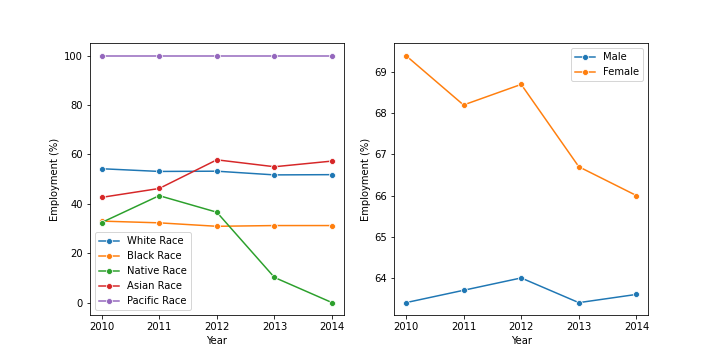 100
80
60
40
20
0
Employment (%)
White Race
Black Race
Native Race
Asian Race
Pacific Race
2010 2011 2012 2013 2014
Year
69
68
67
66
65
64
Employment (%)
Male
Female
2010 2011 2012 2013 2014
Year